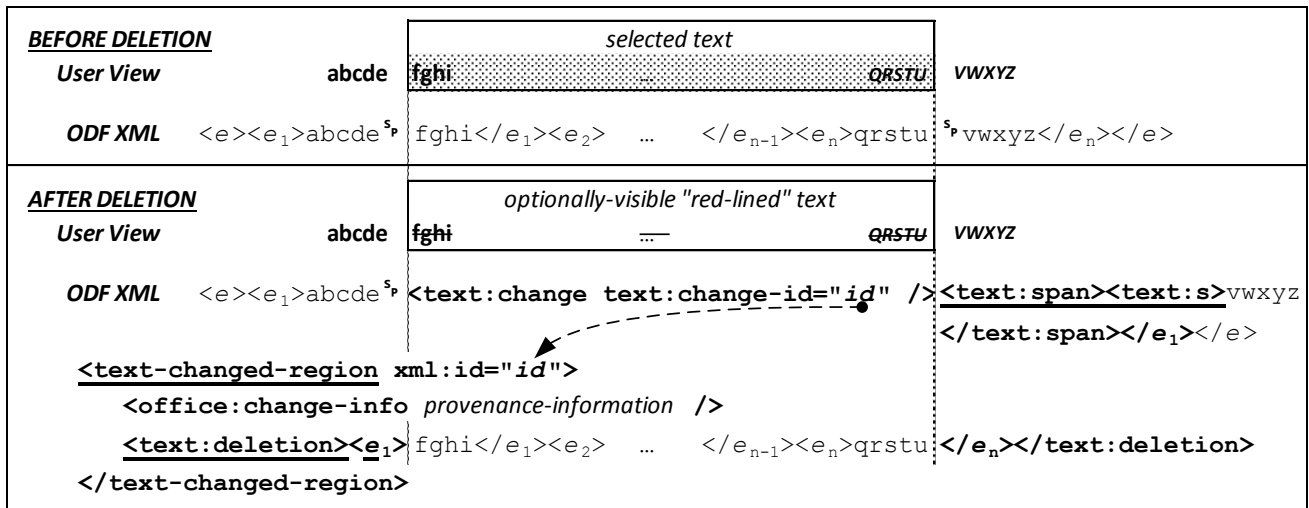 BEFORE DELETION selected text
User View abcde fghi ... QRSTU VWXYZ
ODF XML <e><e₁>abcde ˢₚ fghi</e₁><e₂> ... </eₙ₋₁><eₙ>qrstu ˢₚ vwxyz</eₙ></e>
AFTER DELETION optionally-visible "red-lined" text
User View abcde fghi ... QRSTU VWXYZ
ODF XML <e><e₁>abcde ˢₚ <text:change text:change-id="id" /> <text:span><text:s>vwxyz
</text:span></e₁></e>
<text-changed-region xml:id="id">
<office:change-info provenance-information />
<text:deletion><e₁>fghi</e₁><e₂> ... </eₙ₋₁><eₙ>qrstu </eₙ></text:deletion>
</text-changed-region>